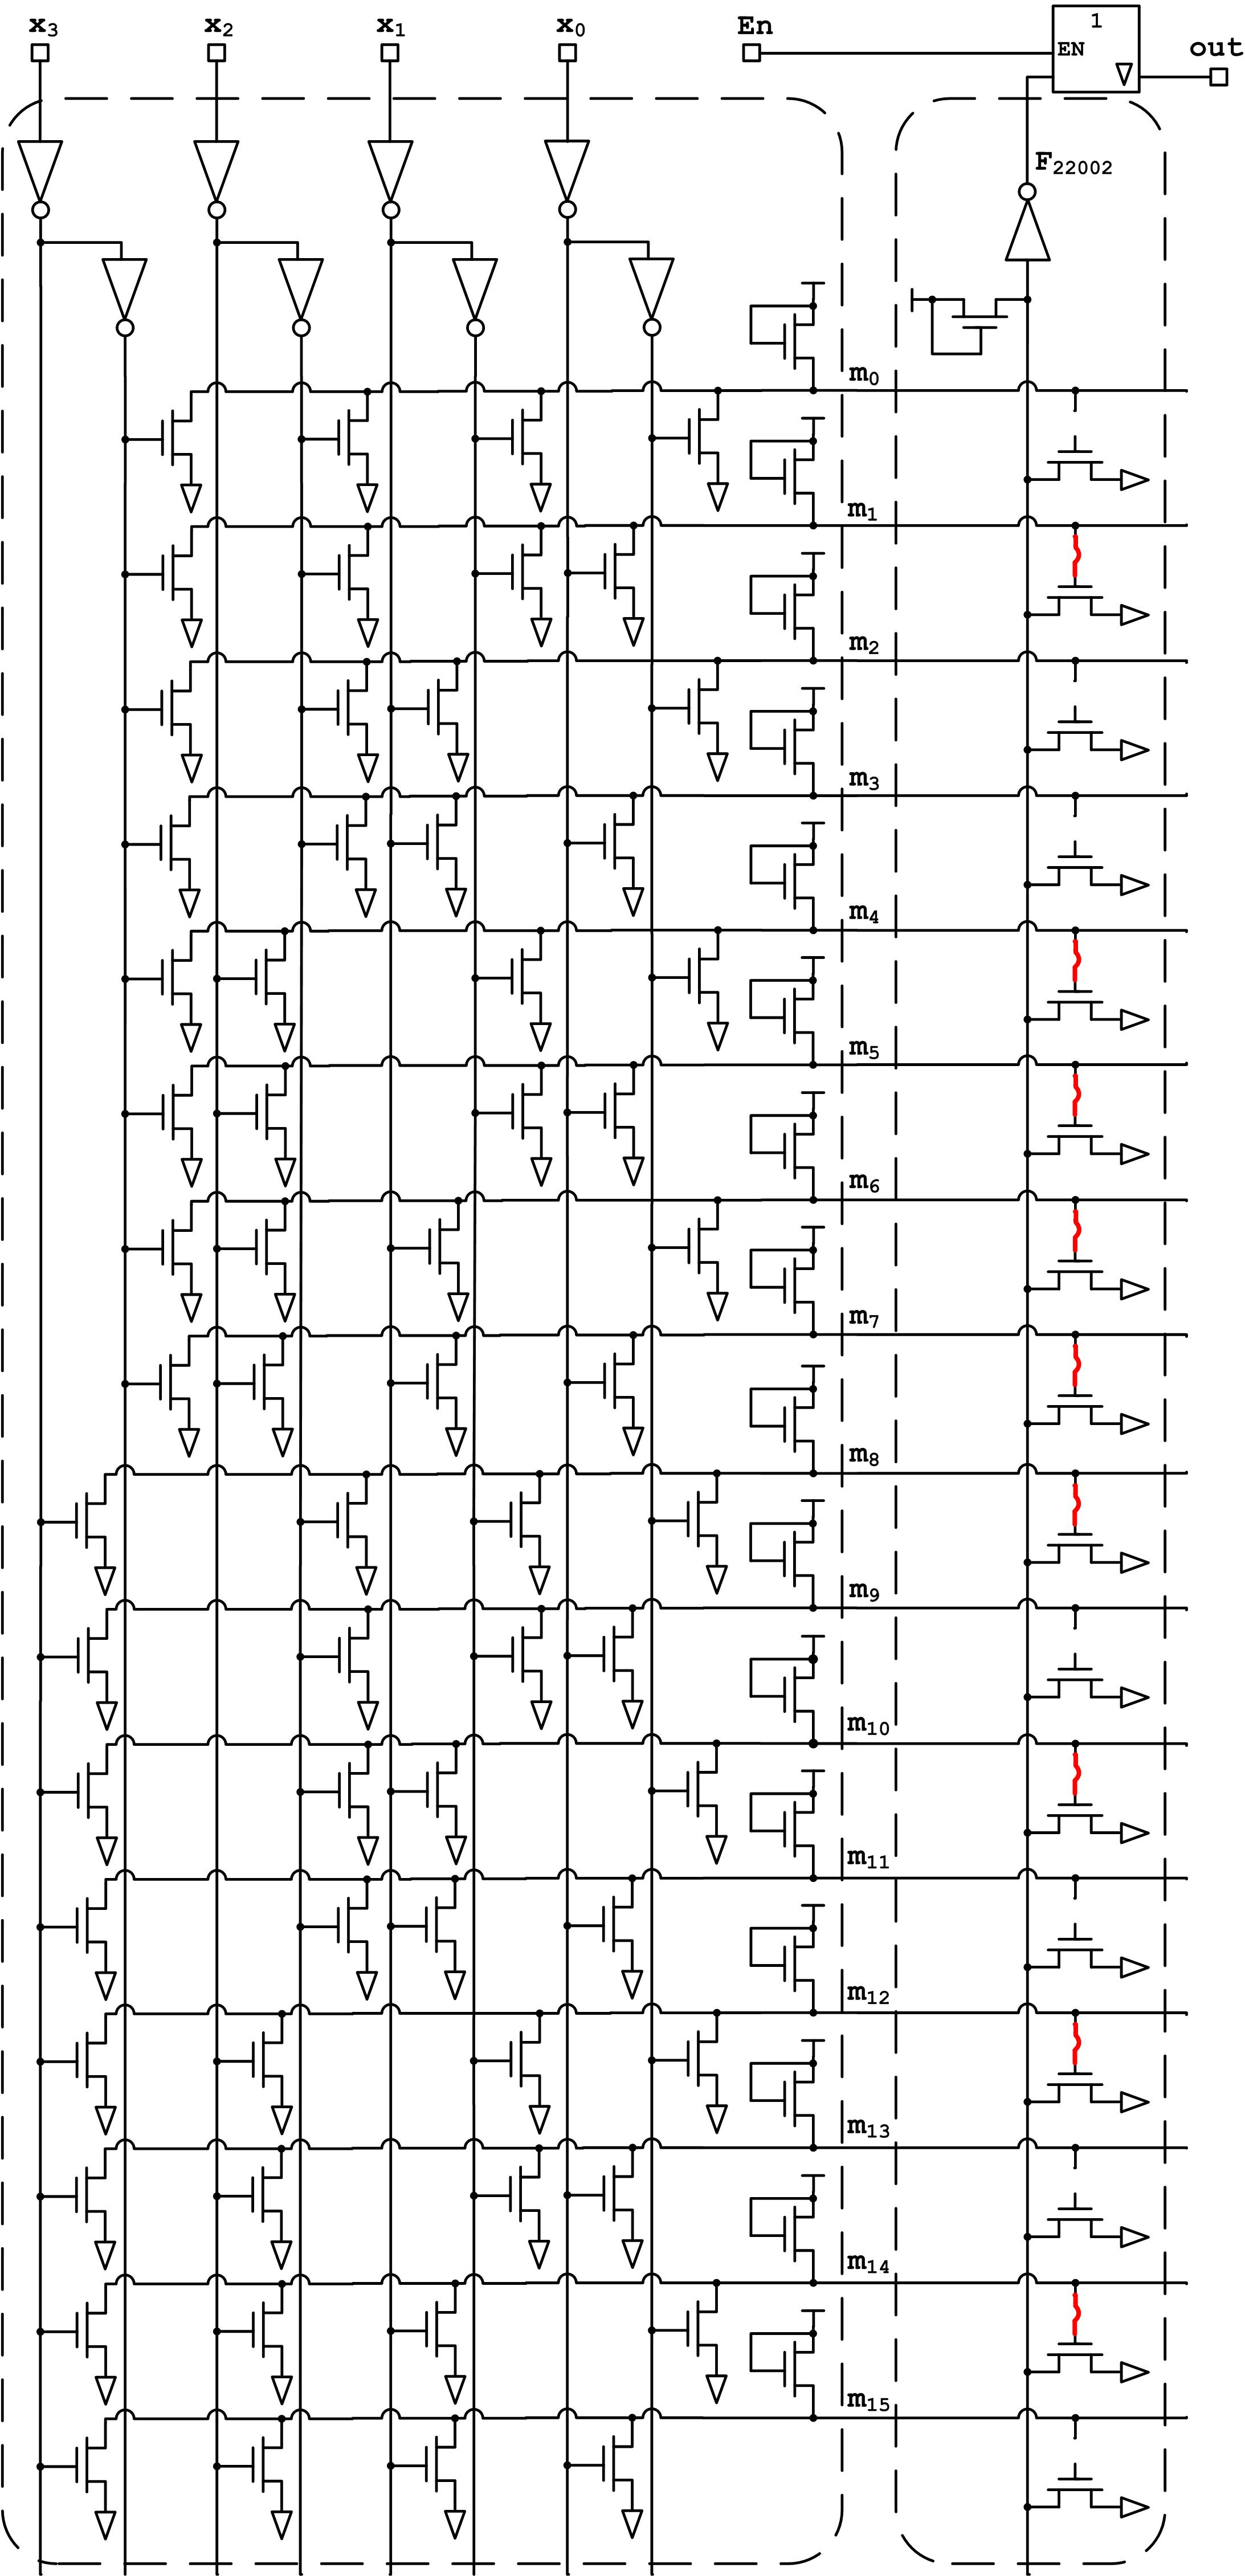 x₃ x₂ x₁ x₀ En 1
EN out
F₂₂₀₀₂
m₀
m₁
m₂
m₃
m₄
m₅
m₆
m₇
m₈
m₉
m₁₀
m₁₁
m₁₂
m₁₃
m₁₄
m₁₅